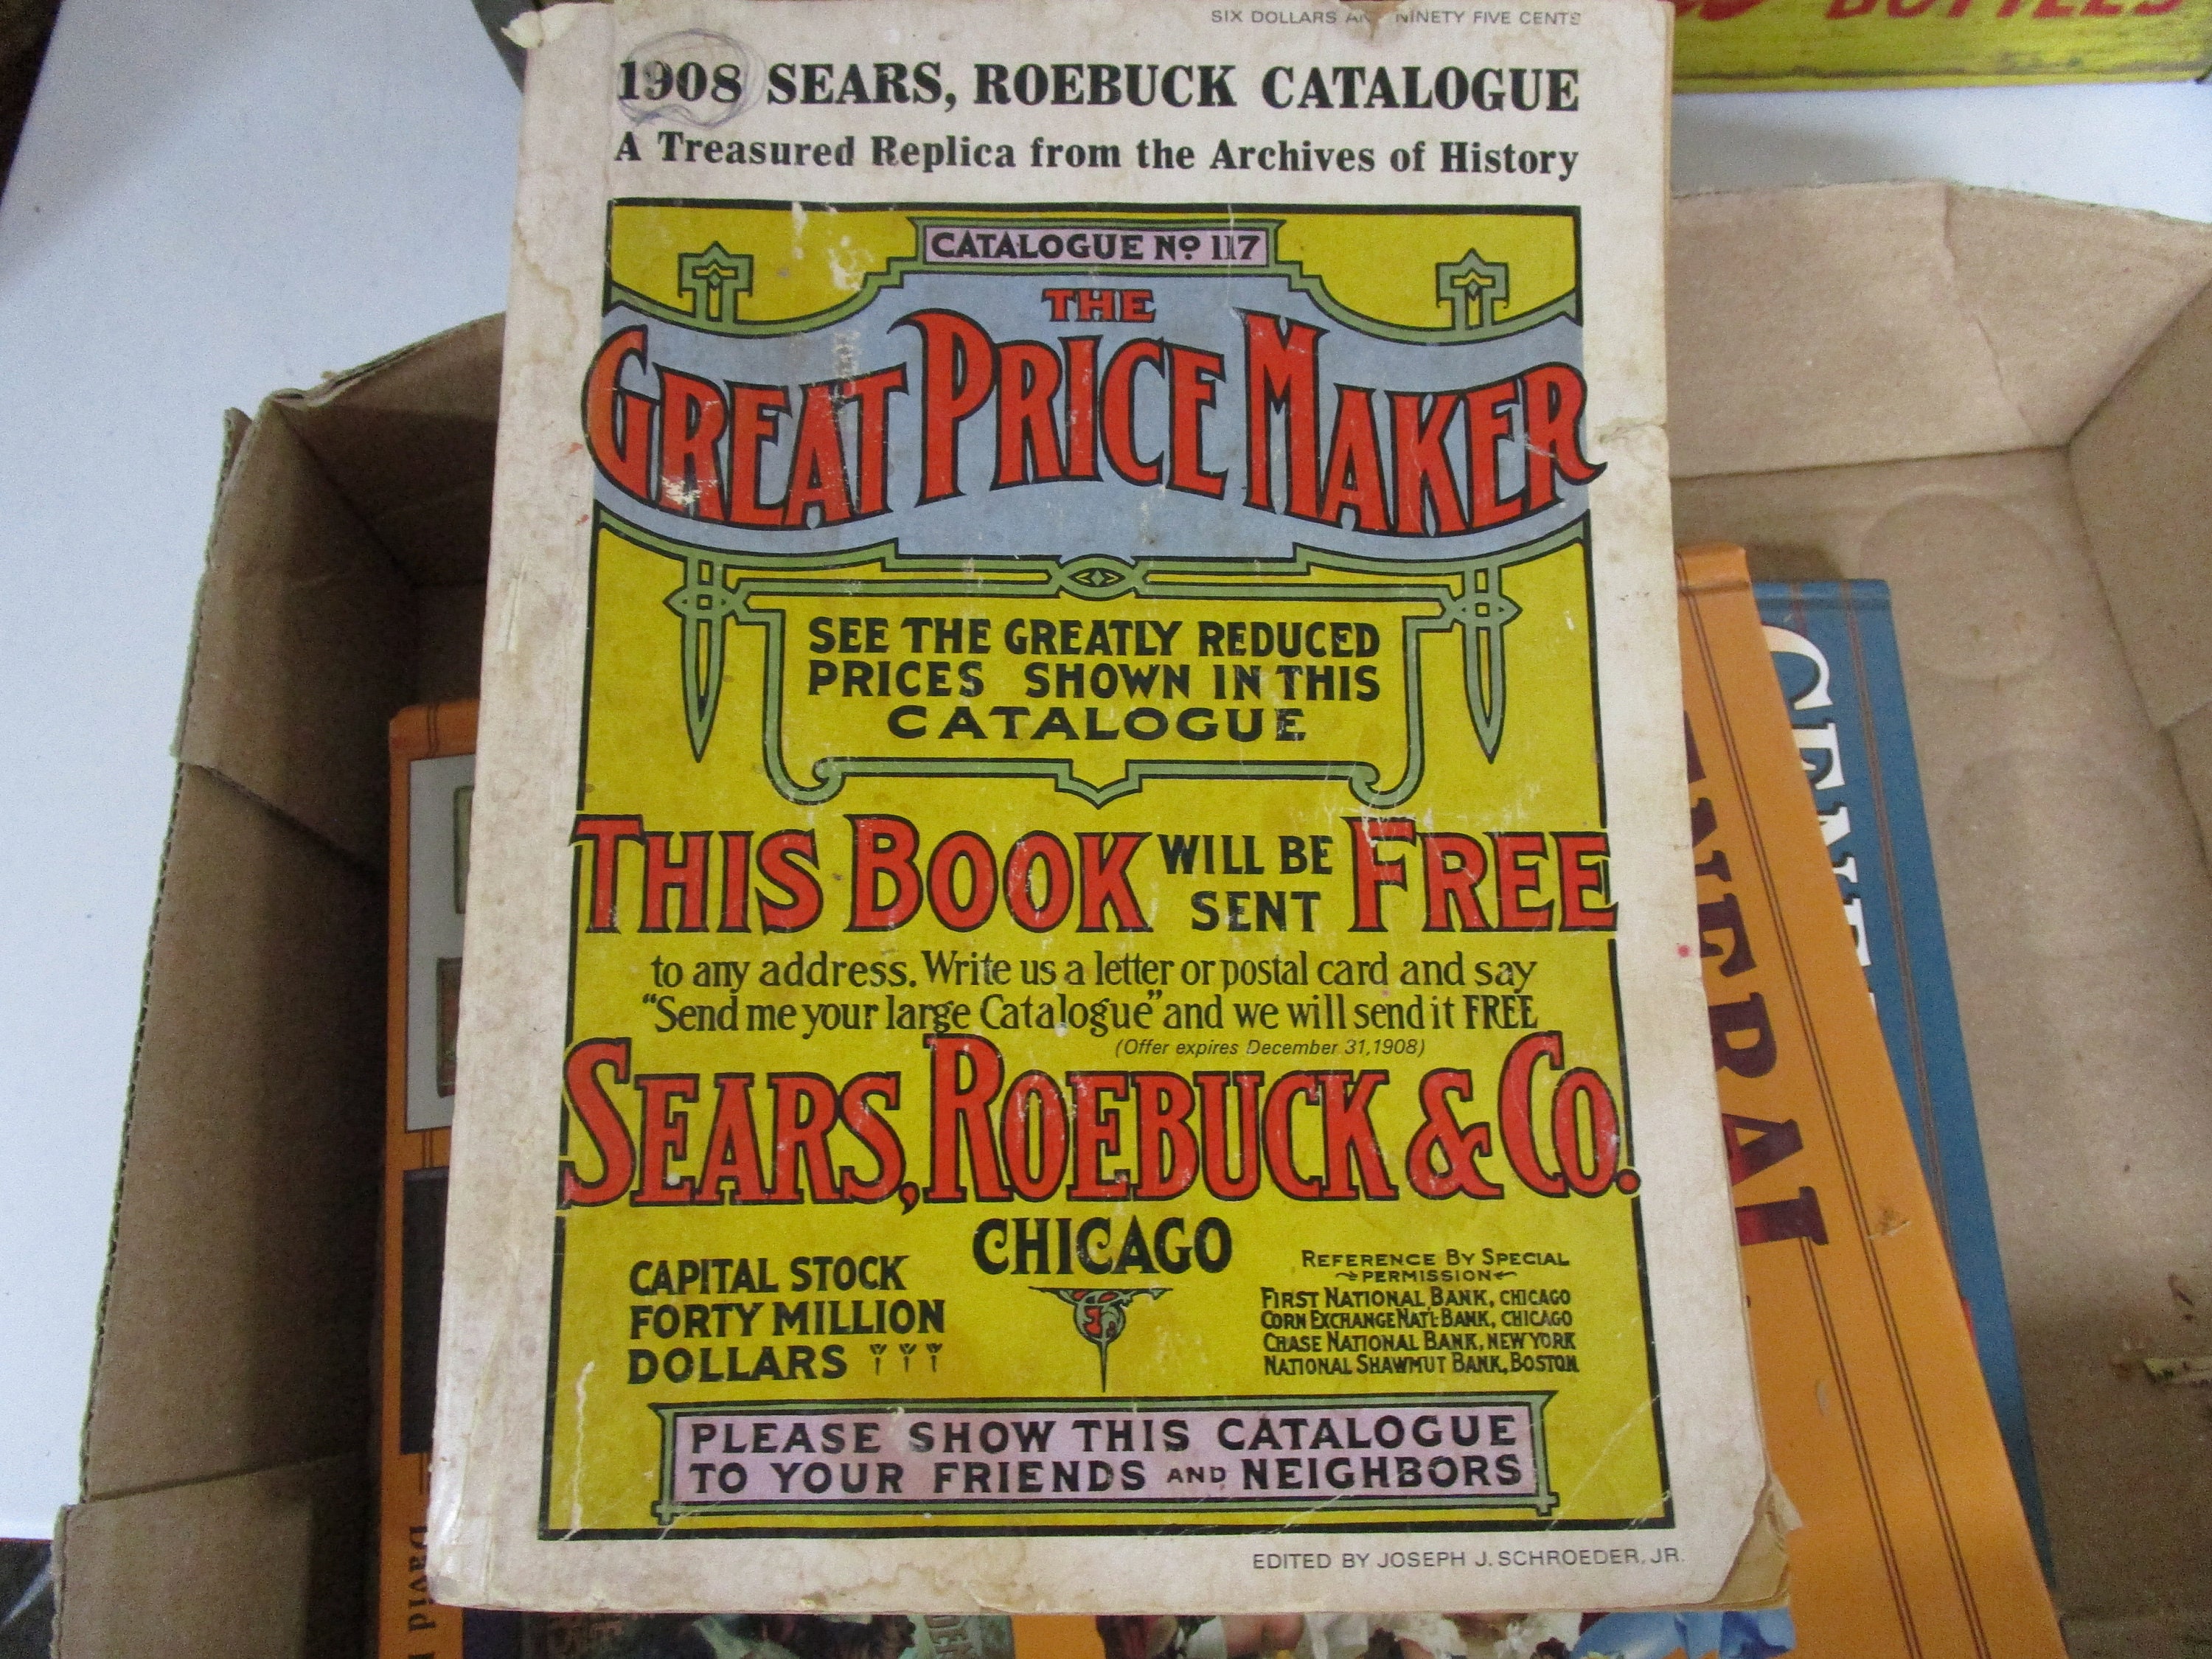 BOTTLES
SIX DOLLARS AND NINETY FIVE CENTS
1908 SEARS, ROEBUCK CATALOGUE
A Treasured Replica from the Archives of History
CATALOGUE No 117
THE
GREAT PRICE MAKER
SEE THE GREATLY REDUCED
PRICES SHOWN IN THIS
CATALOGUE
THIS BOOK WILL BE SENT FREE
to any address. Write us a letter or postal card and say
"Send me your large Catalogue" and we will send it FREE
(Offer expires December 31, 1908)
SEARS, ROEBUCK & CO.
CHICAGO
CAPITAL STOCK
FORTY MILLION
DOLLARS
REFERENCE BY SPECIAL
PERMISSION
FIRST NATIONAL BANK, CHICAGO
CORN EXCHANGE NAT'L BANK, CHICAGO
CHASE NATIONAL BANK, NEW YORK
NATIONAL SHAWMUT BANK, BOSTON
PLEASE SHOW THIS CATALOGUE
TO YOUR FRIENDS AND NEIGHBORS
EDITED BY JOSEPH J. SCHROEDER, JR.
David